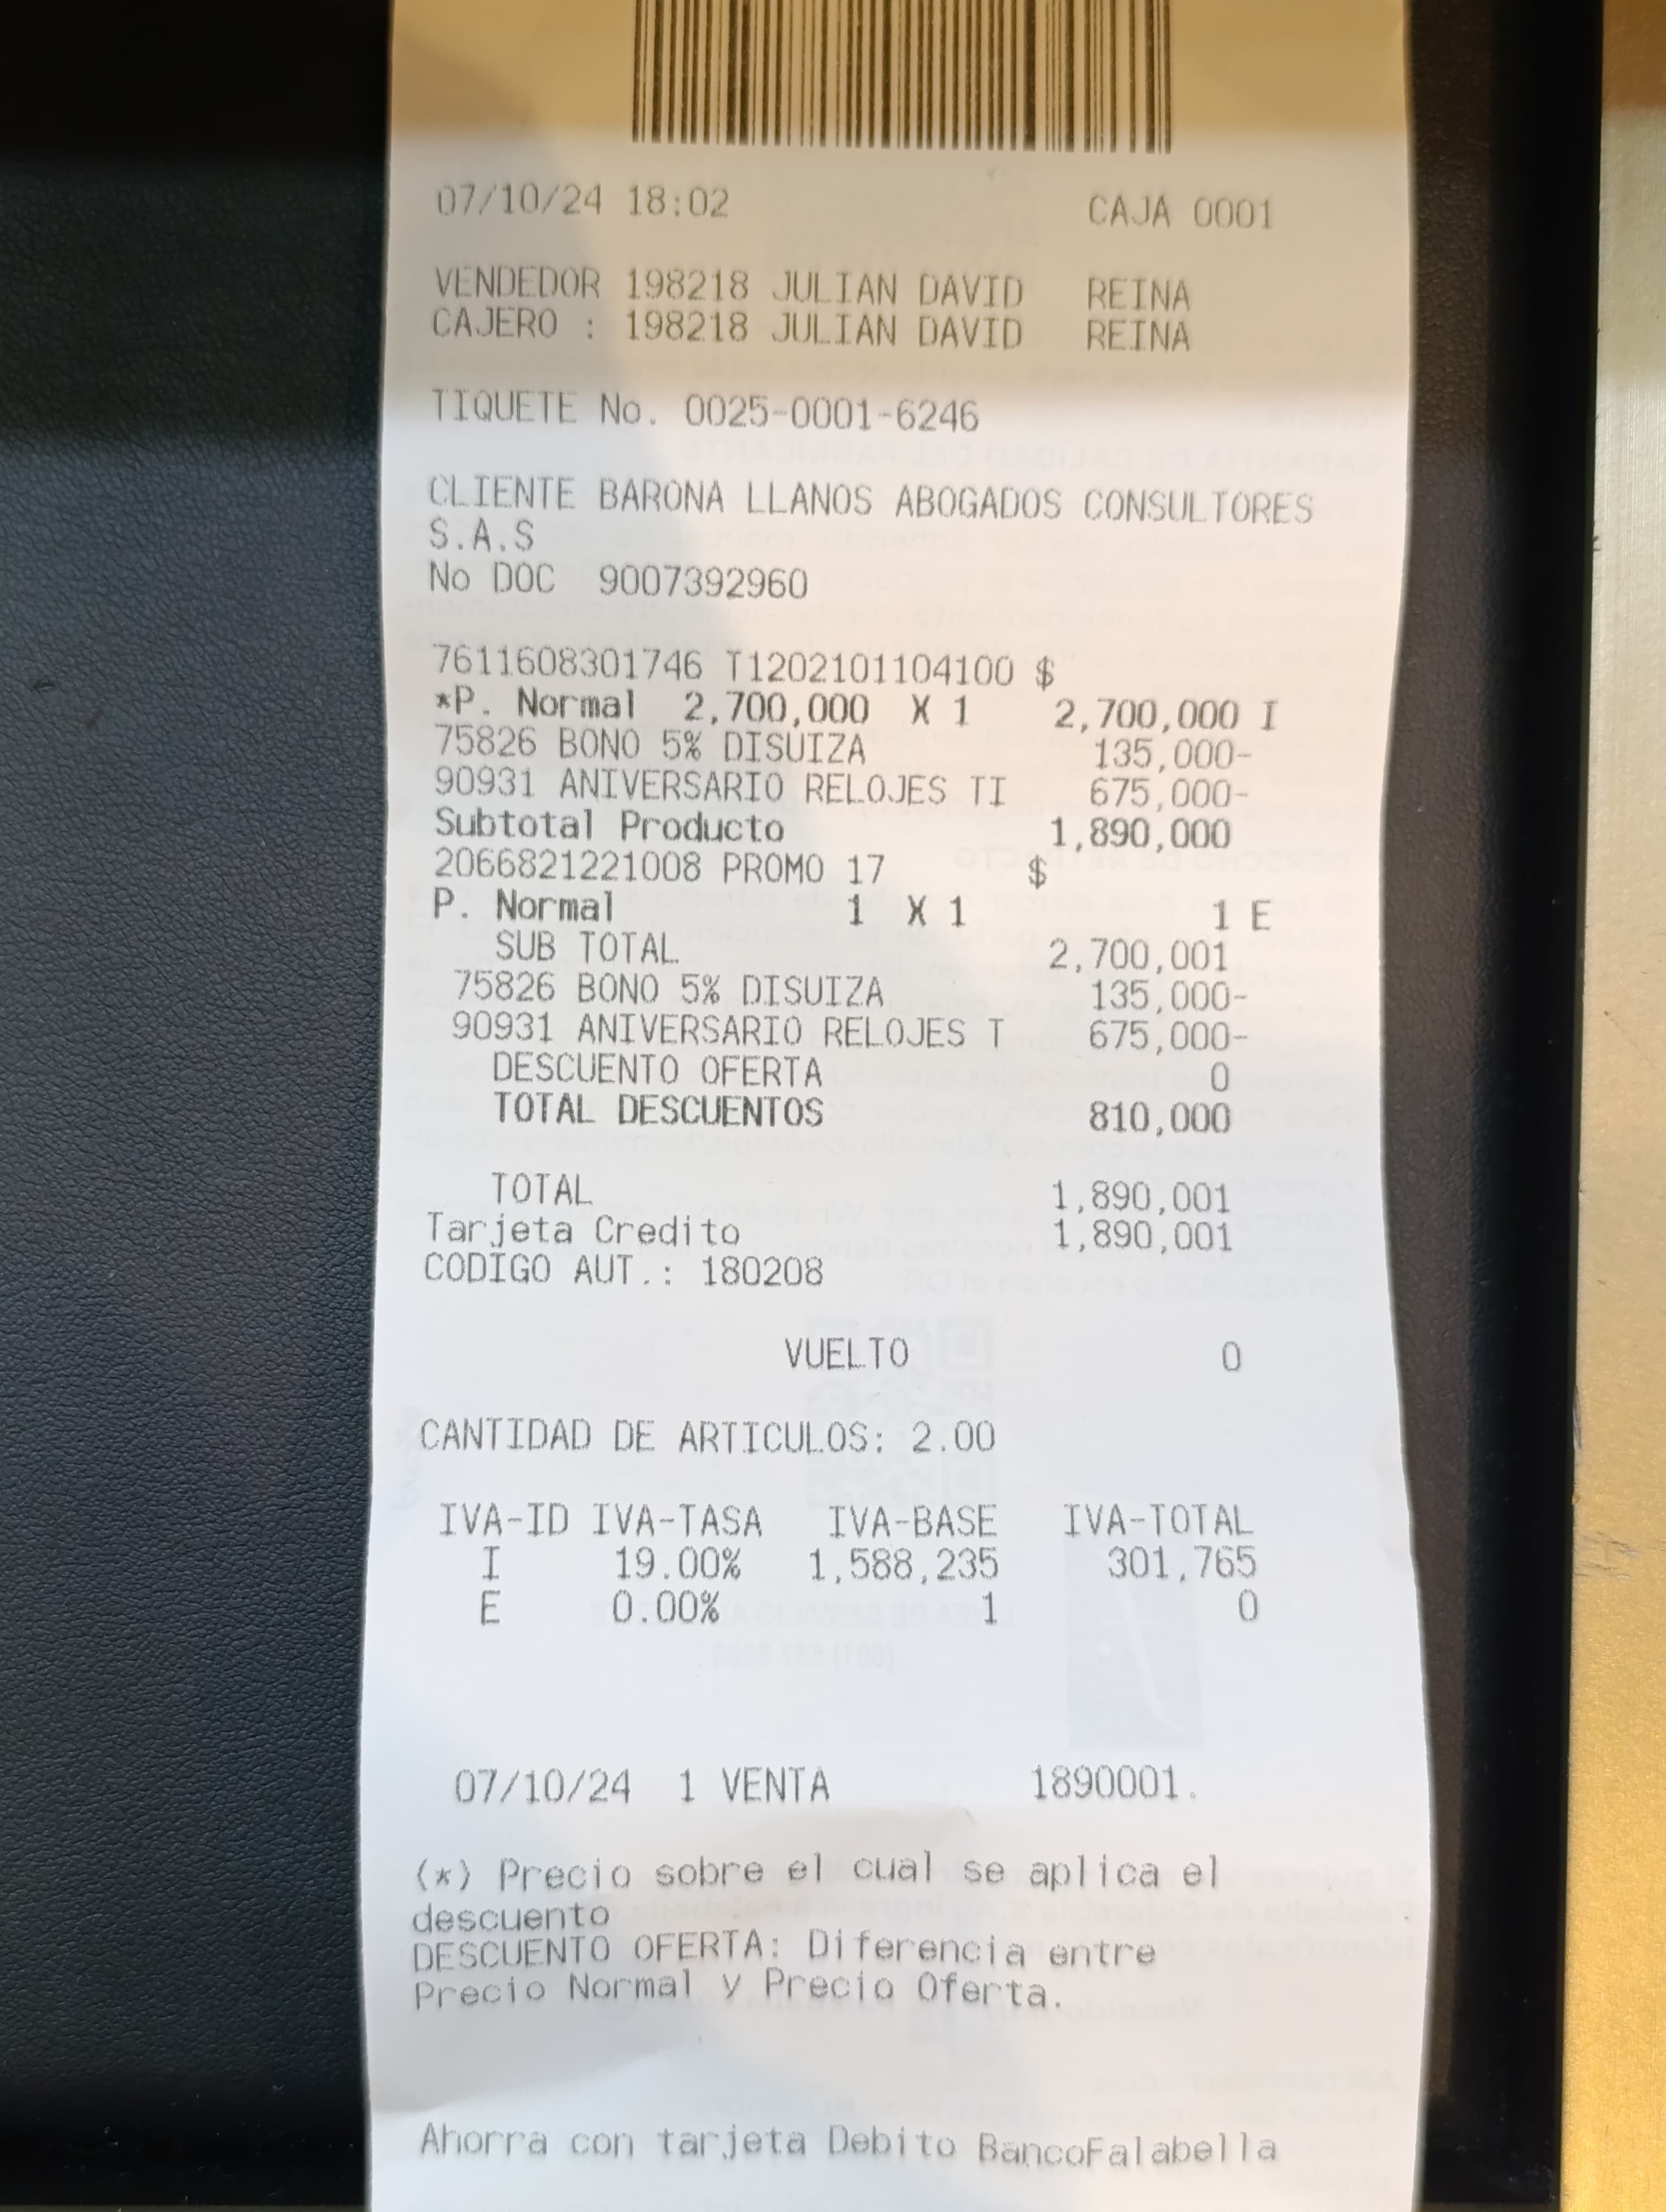 07/10/24 18:02 CAJA 0001
VENDEDOR 198218 JULIAN DAVID REINA
CAJERO : 198218 JULIAN DAVID REINA
TIQUETE No. 0025-0001-6246
CLIENTE BARONA LLANOS ABOGADOS CONSULTORES
S.A.S
No DOC 9007392960
7611608301746 T1202101104100 $
*P. Normal 2,700,000 X 1 2,700,000 I
75826 BONO 5% DISUIZA 135,000-
90931 ANIVERSARIO RELOJES TI 675,000-
Subtotal Producto 1,890,000
2066821221008 PROMO 17 $
P. Normal 1 X 1 1 E
SUB TOTAL 2,700,001
75826 BONO 5% DISUIZA 135,000-
90931 ANIVERSARIO RELOJES T 675,000-
DESCUENTO OFERTA 0
TOTAL DESCUENTOS 810,000
TOTAL 1,890,001
Tarjeta Credito 1,890,001
CODIGO AUT.: 180208
VUELTO 0
CANTIDAD DE ARTICULOS: 2.00
IVA-ID IVA-TASA IVA-BASE IVA-TOTAL
I 19.00% 1,588,235 301,765
E 0.00% 1 0
07/10/24 1 VENTA 1890001.
(*) Precio sobre el cual se aplica el
descuento
DESCUENTO OFERTA: Diferencia entre
Precio Normal y Precio Oferta.
Ahorra con tarjeta Debito BancoFalabella